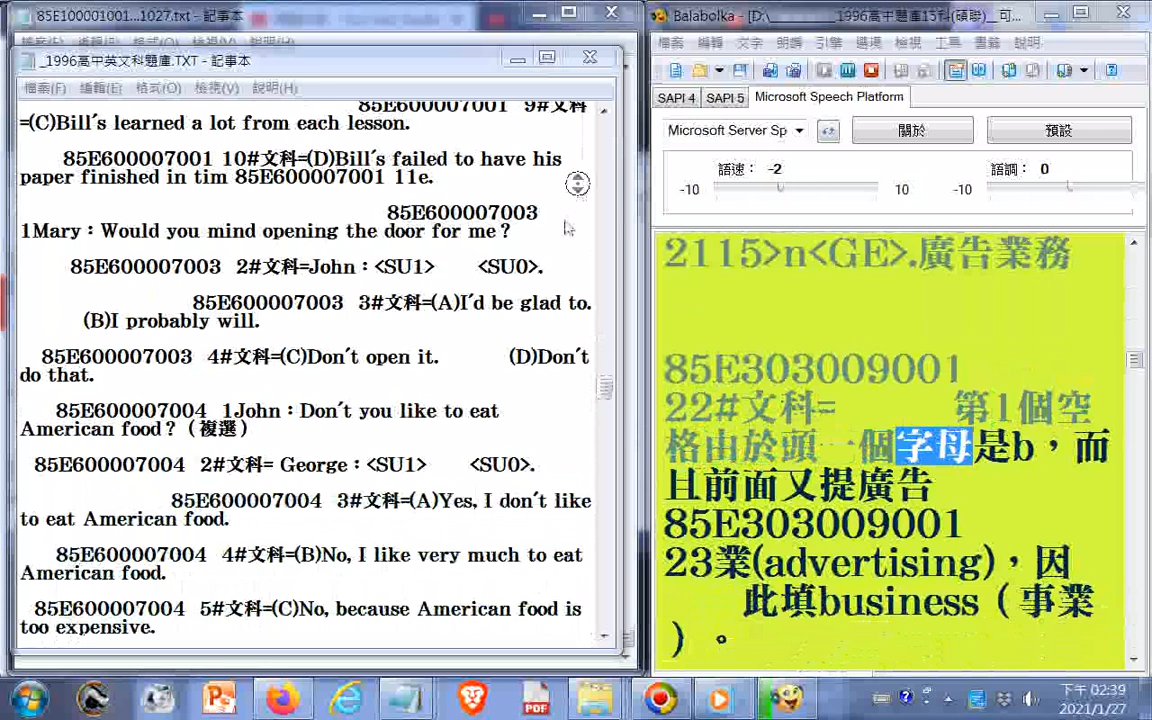 85E100001001...1027.txt - 記事本
_1996高中英文科題庫.TXT - 記事本
檔案(F) 編輯(E) 格式(O) 檢視(V) 說明(H)
85E600007001 9#文科
=(C)Bill's learned a lot from each lesson.
85E600007001 10#文科=(D)Bill's failed to have his
paper finished in tim 85E600007001 11e.
85E600007003
1Mary：Would you mind opening the door for me？
85E600007003 2#文科=John：<SU1> <SU0>.
85E600007003 3#文科=(A)I'd be glad to.
(B)I probably will.
85E600007003 4#文科=(C)Don't open it. (D)Don't
do that.
85E600007004 1John：Don't you like to eat
American food？（複選）
85E600007004 2#文科= George：<SU1> <SU0>.
85E600007004 3#文科=(A)Yes, I don't like
to eat American food.
85E600007004 4#文科=(B)No, I like very much to eat
American food.
85E600007004 5#文科=(C)No, because American food is
too expensive.
Balabolka - [D:\________1996高中題庫15科(碩聯)__可...
檔案 編輯 文字 朗讀 引擎 選項 檢視 工具 書籤 說明
SAPI 4 SAPI 5 Microsoft Speech Platform
Microsoft Server Sp 關於 預設
語速： -2 語調： 0
-10 10 -10
2115>n<GE>.廣告業務
85E303009001
22#文科= 第1個空
格由於頭一個字母是b，而
且前面又提廣告
85E303009001
23業(advertising)，因
此填business（事業
）。
PDF
下午 02:39
2021/1/27